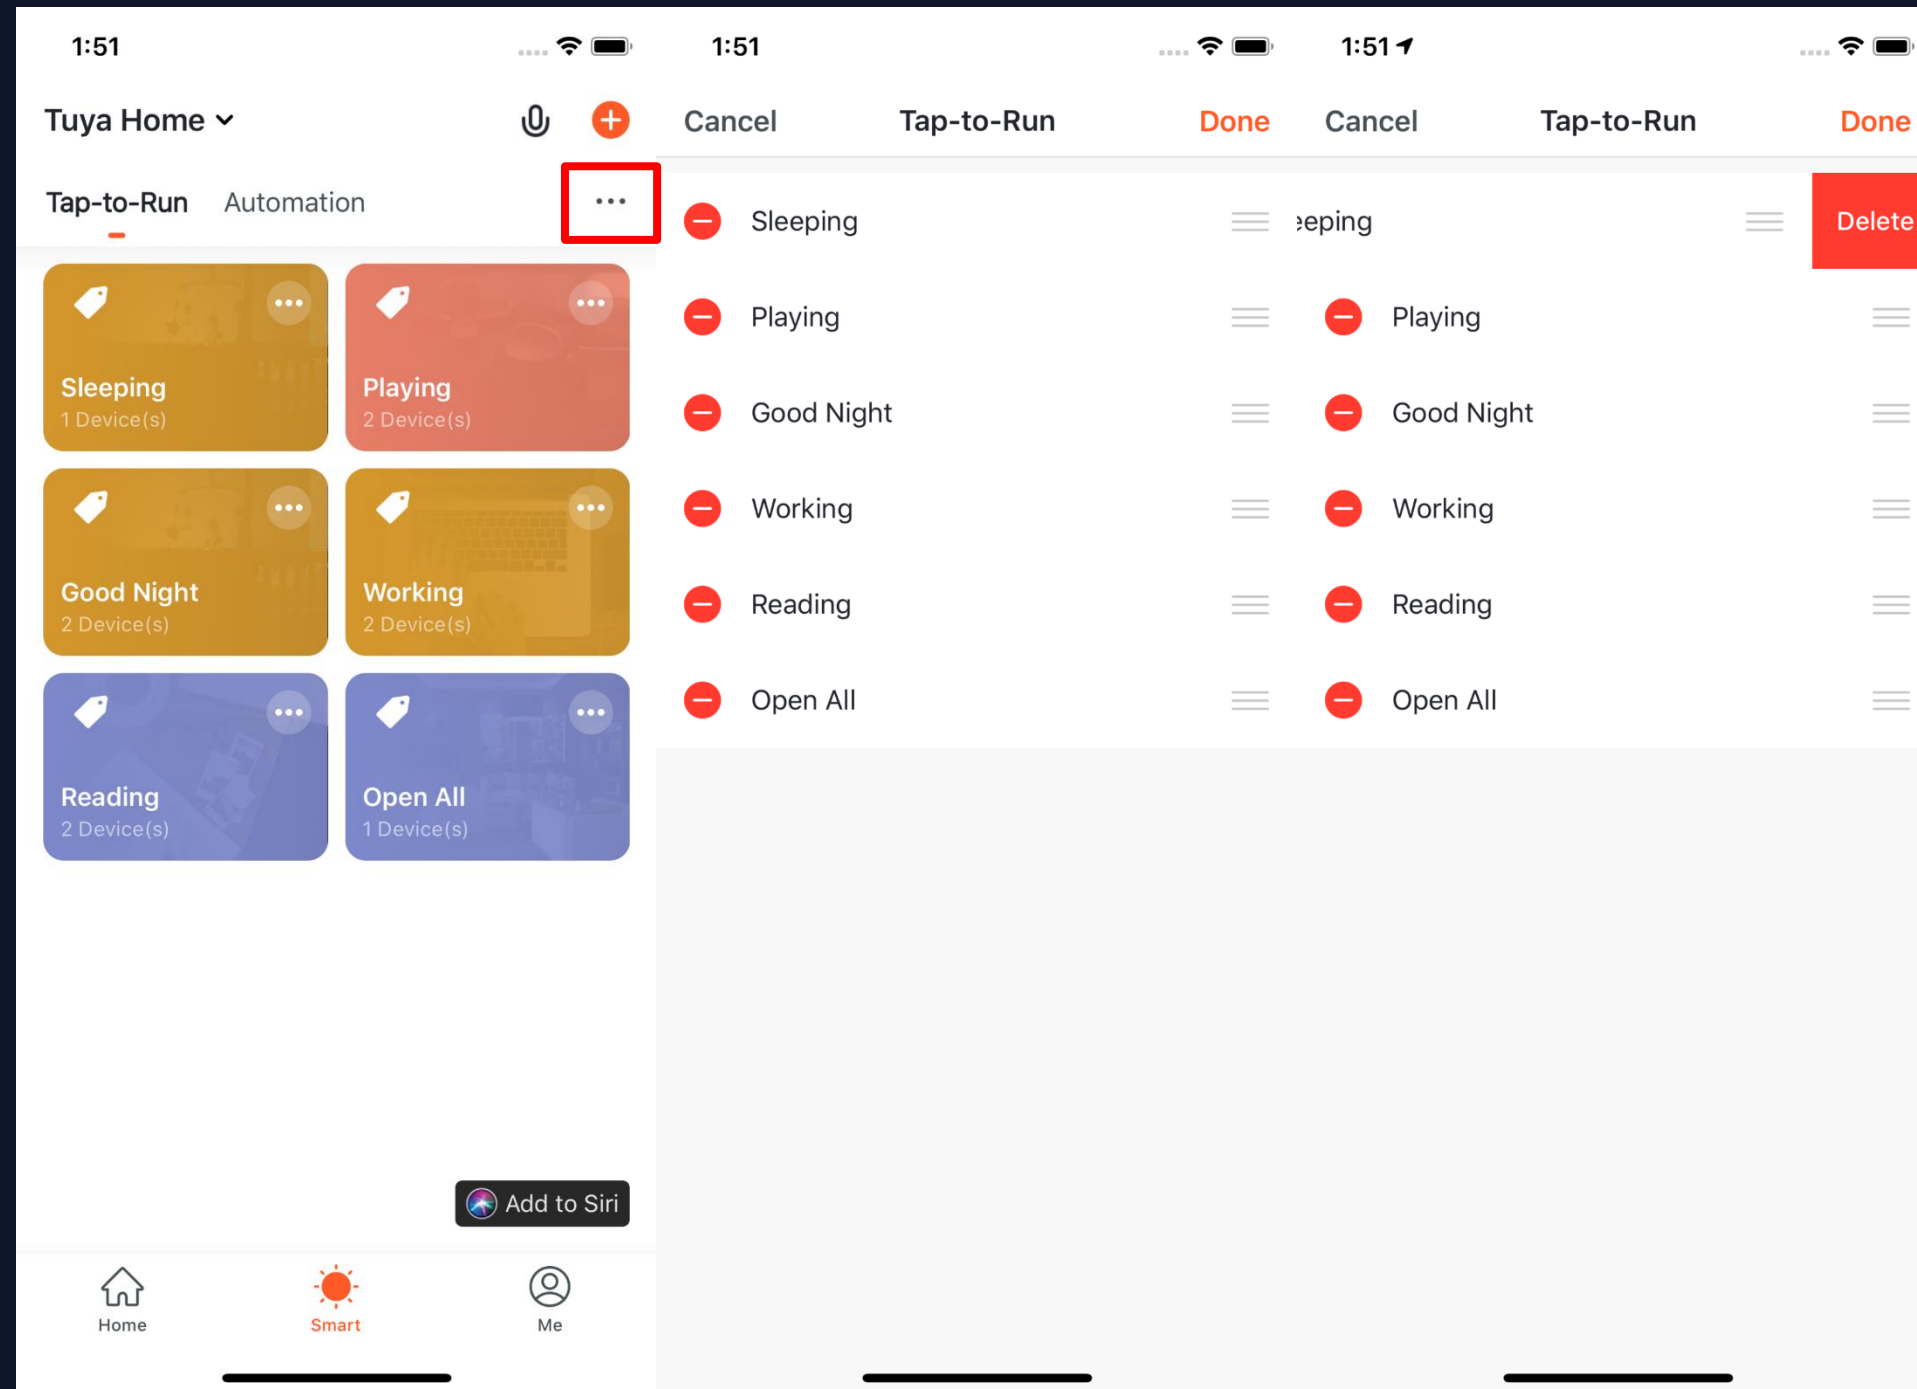 1:51
Tuya Home
Tap-to-Run Automation
Sleeping
1 Device(s)
Playing
2 Device(s)
Good Night
2 Device(s)
Working
2 Device(s)
Reading
2 Device(s)
Open All
1 Device(s)
Add to Siri
Home
Smart
Me
1:51
Cancel Tap-to-Run Done
Sleeping
Playing
Good Night
Working
Reading
Open All
1:51
Cancel Tap-to-Run Done
eeping Delete
Playing
Good Night
Working
Reading
Open All